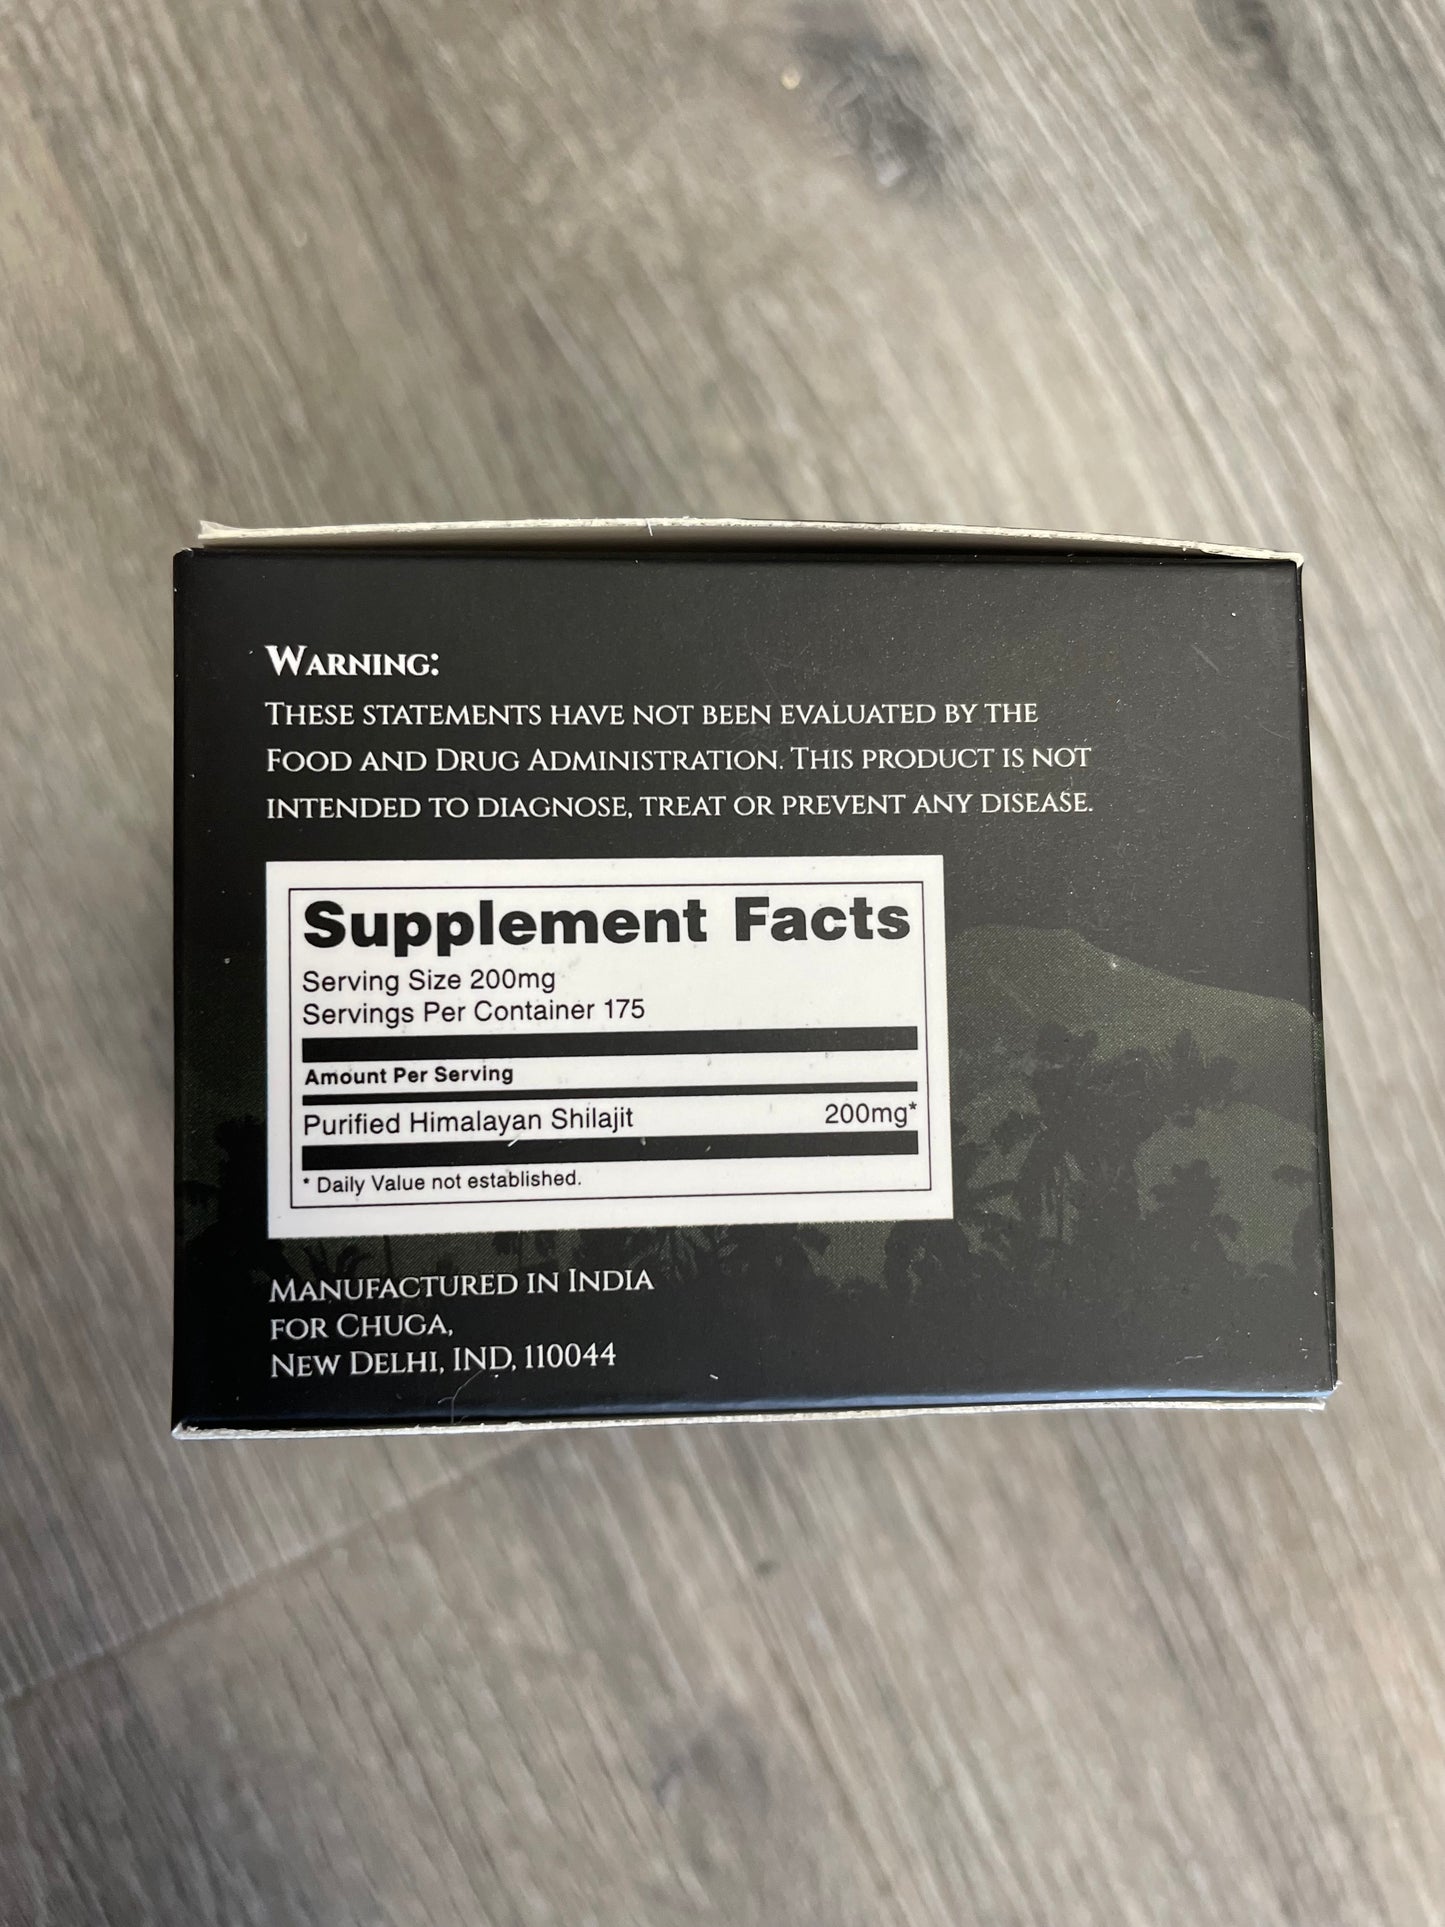 Warning:
These statements have not been evaluated by the
Food and Drug Administration. This product is not
intended to diagnose, treat or prevent any disease.
Supplement Facts
Serving Size 200mg
Servings Per Container 175
Amount Per Serving
Purified Himalayan Shilajit 200mg*
* Daily Value not established.
Manufactured in India
for Chuga,
New Delhi, IND, 110044